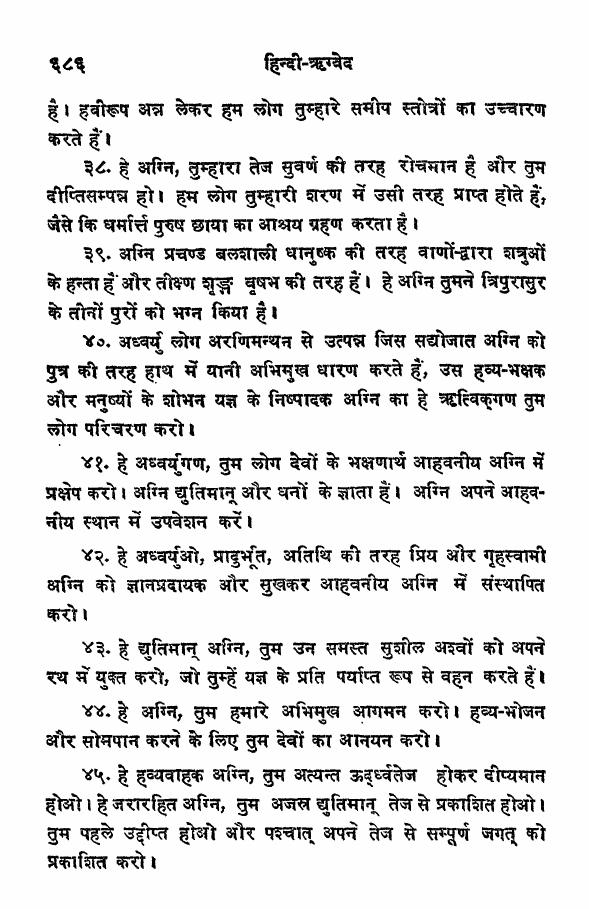 ६८६ हिन्दी-ऋग्वेद
है। हवीरूप अन्न लेकर हम लोग तुम्हारे समीप स्तोत्रों का उच्चारण
करते हैं।
३८. हे अग्नि, तुम्हारा तेज सुवर्ण की तरह रोचमान है और तुम
दीप्तिसम्पन्न हो। हम लोग तुम्हारी शरण में उसी तरह प्राप्त होते हैं,
जैसे कि धर्मार्त्त पुरुष छाया का आश्रय ग्रहण करता है।
३९. अग्नि प्रचण्ड बलशाली धानुष्क की तरह वाणों-द्वारा शत्रुओं
के हन्ता हैं और तीक्ष्ण शृङ्ग वृषभ की तरह हैं। हे अग्नि तुमने त्रिपुरासुर
के तीनों पुरों को भग्न किया है।
४०. अध्वर्यु लोग अरणिमन्थन से उत्पन्न जिस सद्योजात अग्नि को
पुत्र की तरह हाथ में यानी अभिमुख धारण करते हैं, उस हव्य-भक्षक
और मनुष्यों के शोभन यज्ञ के निष्पादक अग्नि का हे ऋत्विक्गण तुम
लोग परिचरण करो।
४१. हे अध्वर्युगण, तुम लोग देवों के भक्षणार्थ आहवनीय अग्नि में
प्रक्षेप करो। अग्नि द्युतिमान् और धनों के ज्ञाता हैं। अग्नि अपने आहव-
नीय स्थान में उपवेशन करें।
४२. हे अध्वर्युओ, प्रादुर्भूत, अतिथि की तरह प्रिय और गृहस्वामी
अग्नि को ज्ञानप्रदायक और सुखकर आहवनीय अग्नि में संस्थापित
करो।
४३. हे द्युतिमान् अग्नि, तुम उन समस्त सुशील अश्वों को अपने
रथ में युक्त करो, जो तुम्हें यज्ञ के प्रति पर्याप्त रूप से वहन करते हैं।
४४. हे अग्नि, तुम हमारे अभिमुख आगमन करो। हव्य-भोजन
और सोमपान करने के लिए तुम देवों का आनयन करो।
४५. हे हव्यवाहक अग्नि, तुम अत्यन्त ऊर्द्ध्वतेज होकर दीप्यमान
होओ। हे जरारहित अग्नि, तुम अजस्र द्युतिमान् तेज से प्रकाशित होओ।
तुम पहले उद्दीप्त होओ और पश्चात् अपने तेज से सम्पूर्ण जगत् को
प्रकाशित करो।